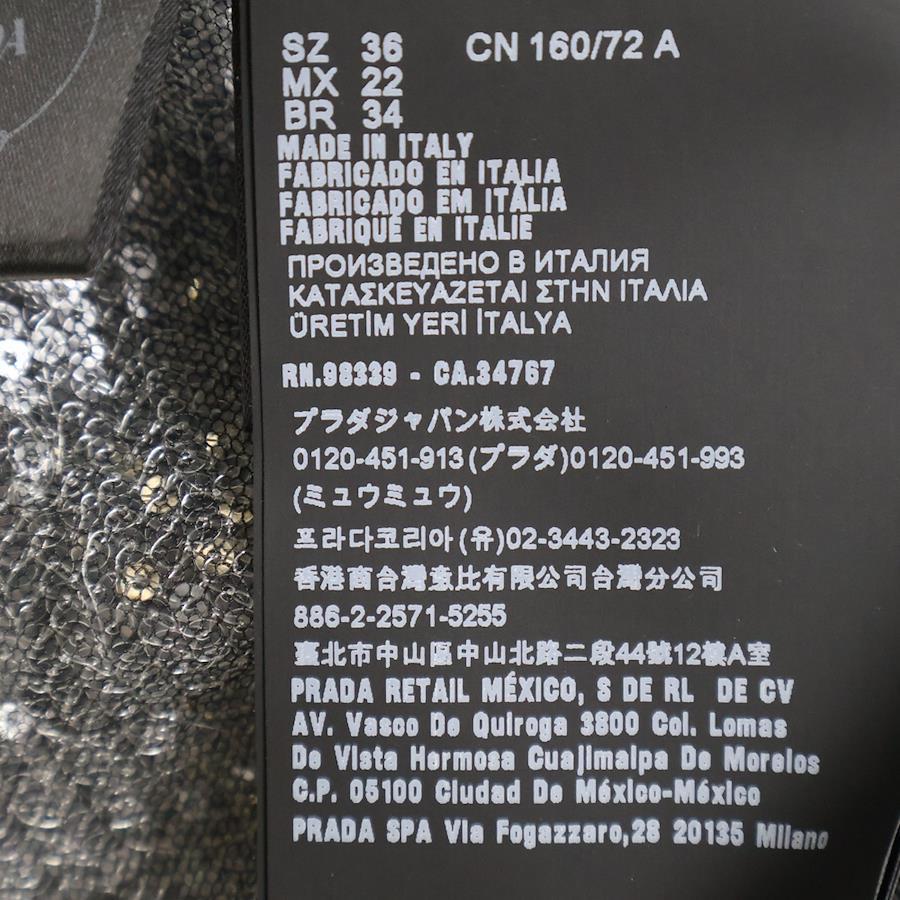 SZ 36 CN 160/72 A
MX 22
BR 34
MADE IN ITALY
FABRICADO EN ITALIA
FABRICADO EM ITÁLIA
FABRIQUÉ EN ITALIE
ПРОИЗВЕДЕНО В ИТАЛИЯ
ΚΑΤΑΣΚΕΥΑΖΕΤΑΙ ΣΤΗΝ ΙΤΑΛΙΑ
ÜRETİM YERİ İTALYA
RN.98339 - CA.34767
プラダジャパン株式会社
0120-451-913(プラダ)0120-451-993
(ミュウミュウ)
프라다코리아(유)02-3443-2323
香港商台灣蚤比有限公司台灣分公司
886-2-2571-5255
臺北市中山區中山北路二段44號12樓A室
PRADA RETAIL MÉXICO, S DE RL DE CV
AV. Vasco De Quiroga 3800 Col. Lomas
De Vista Hermosa Cuajimalpa De Morelos
C.P. 05100 Ciudad De México-México
PRADA SPA Via Fogazzaro,28 20135 Milano